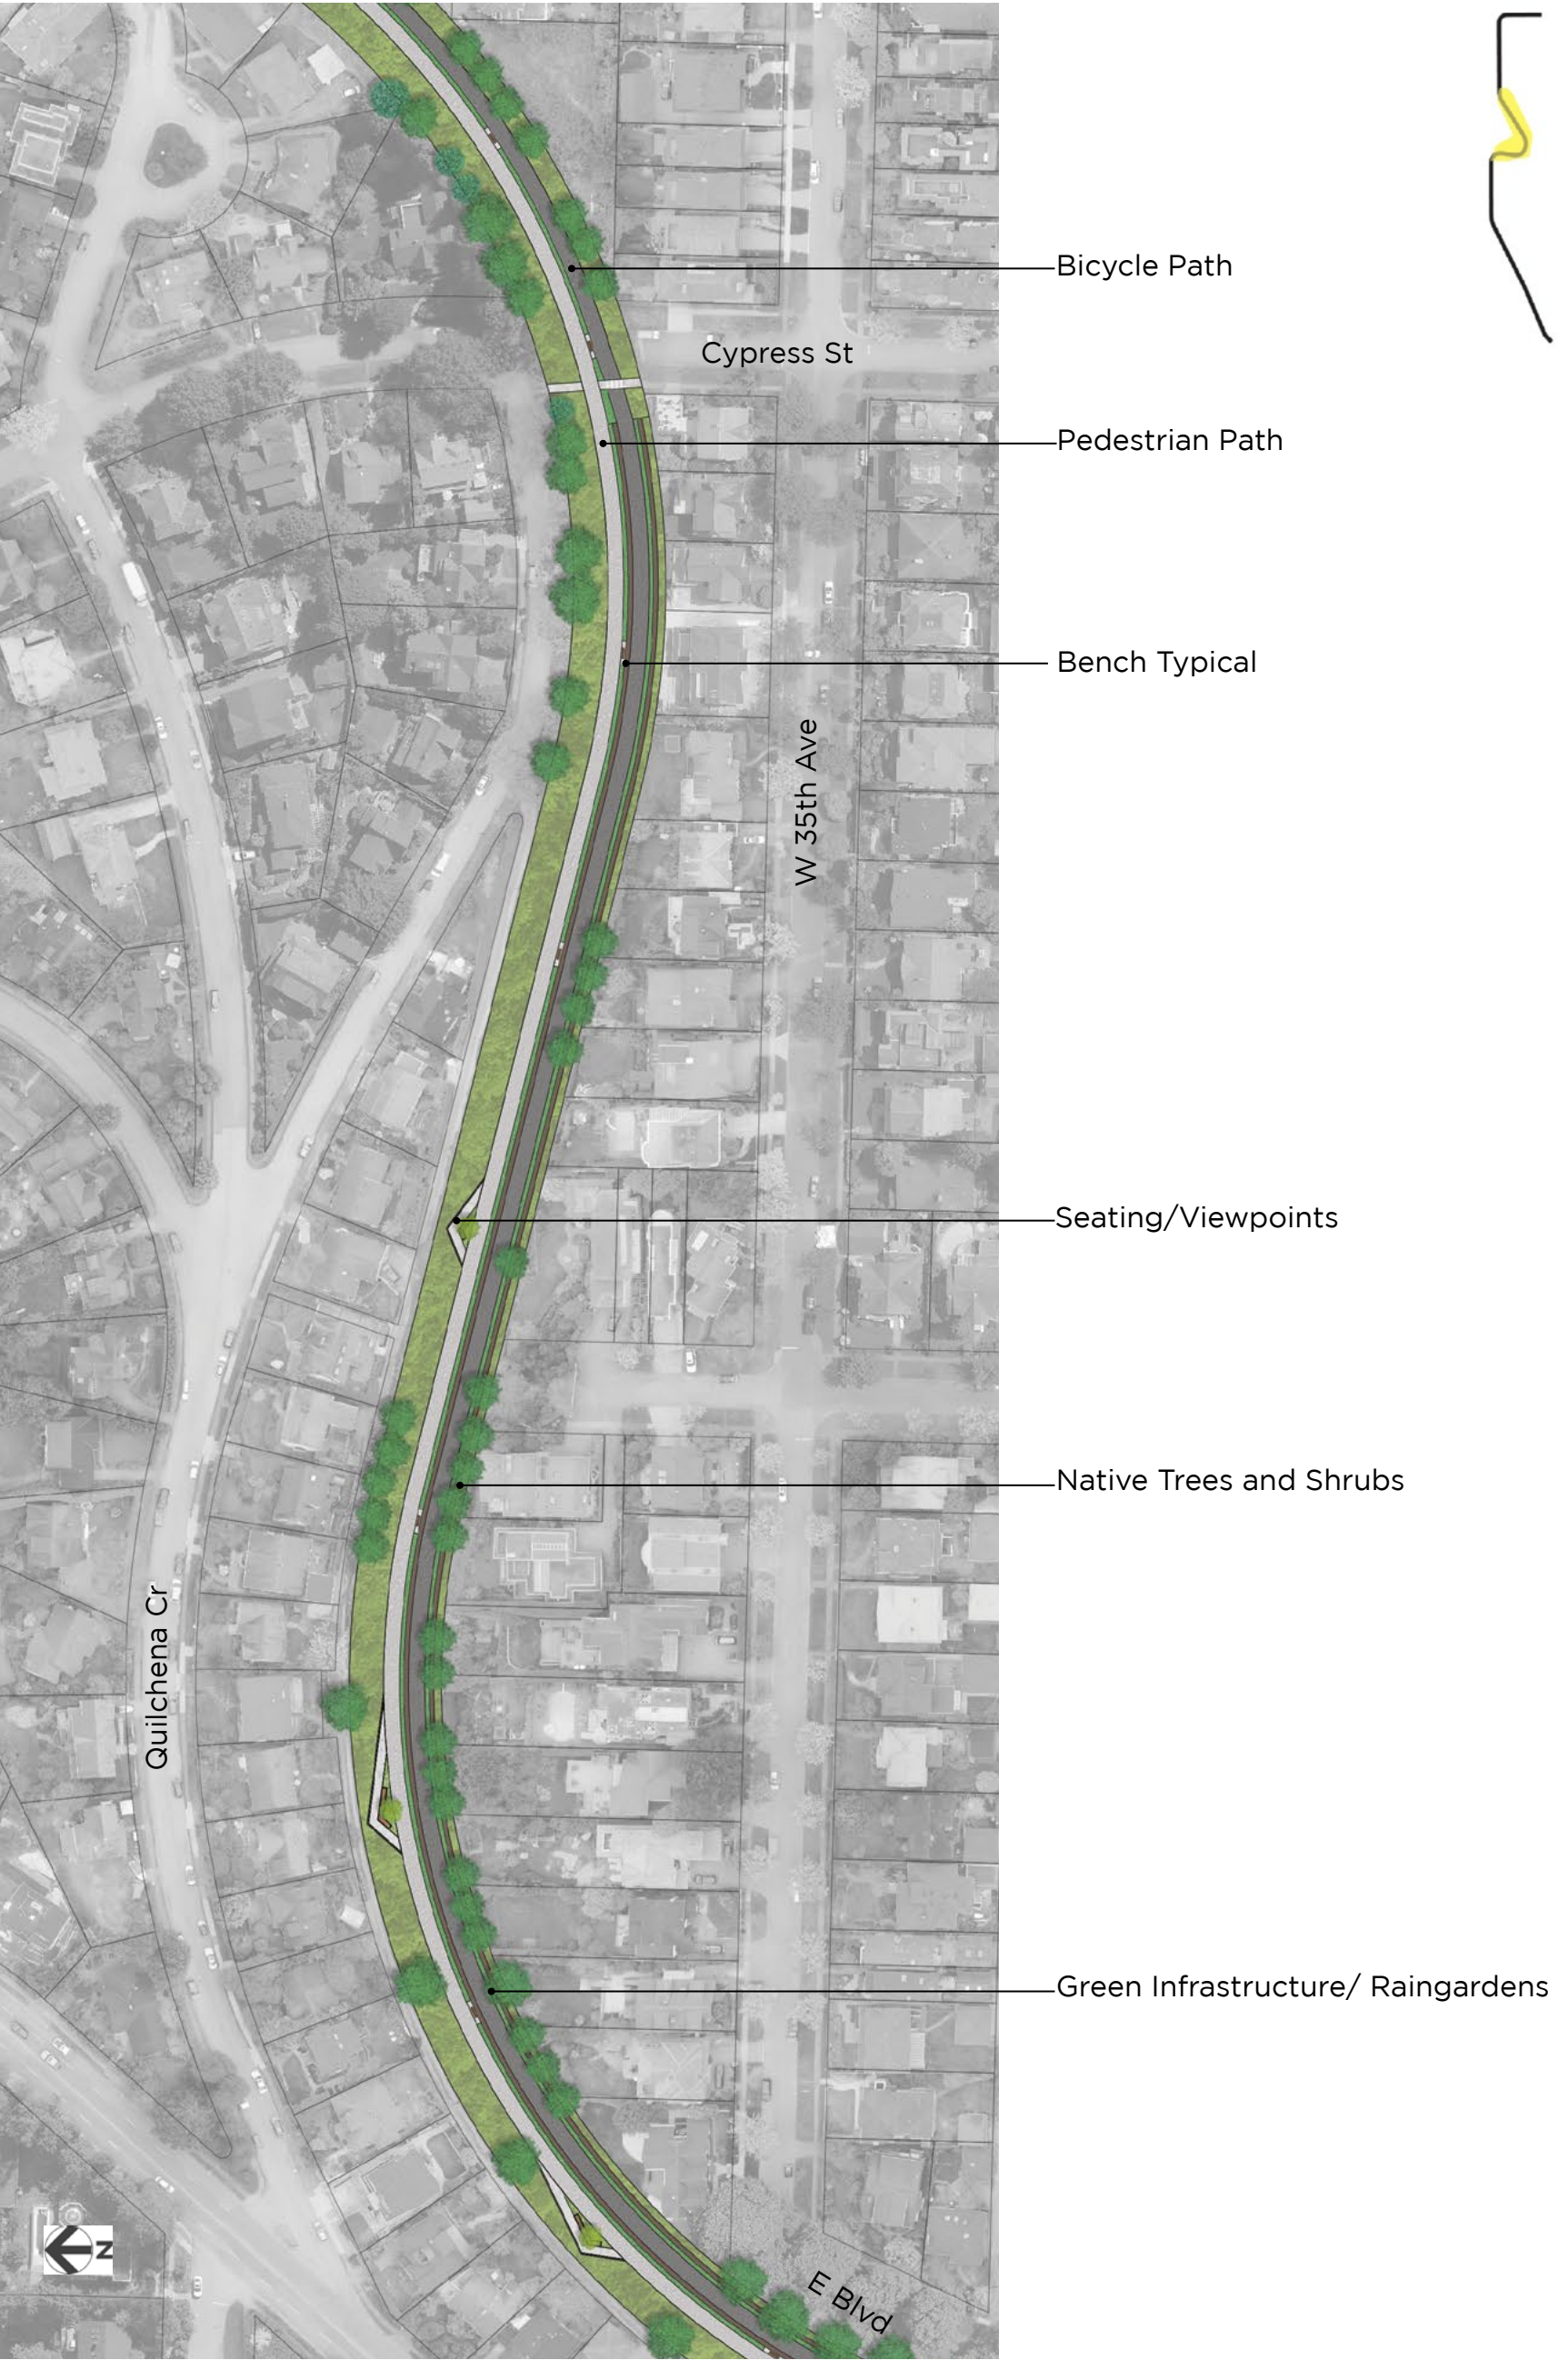 Bicycle Path
Cypress St
Pedestrian Path
Bench Typical
W 35th Ave
Seating/Viewpoints
Native Trees and Shrubs
Quilchena Cr
Green Infrastructure/ Raingardens
N
E Blvd